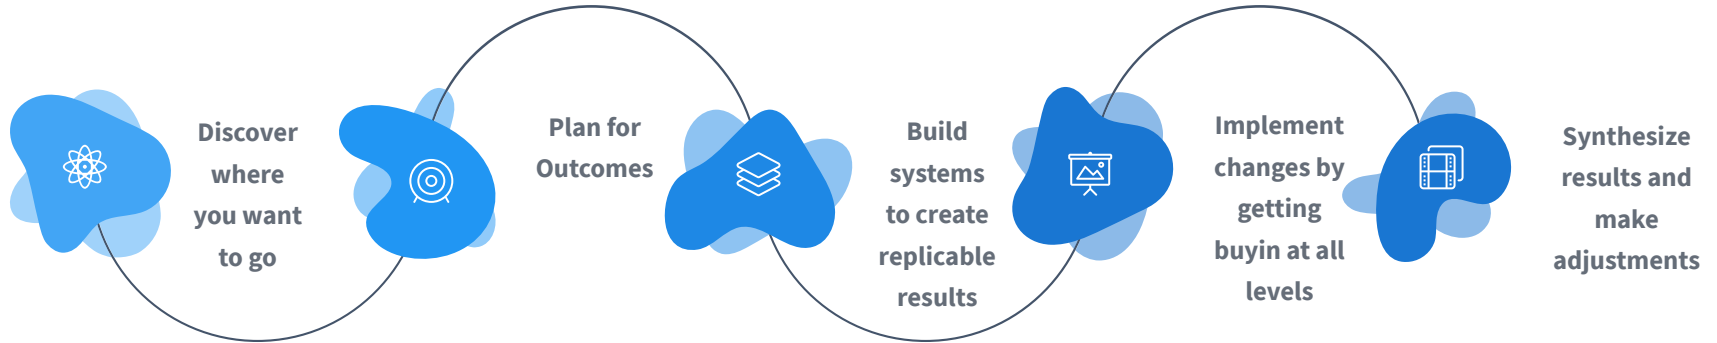 Discover
where
you want
to go
Plan for
Outcomes
Build
systems
to create
replicable
results
Implement
changes by
getting
buyin at all
levels
Synthesize
results and
make
adjustments